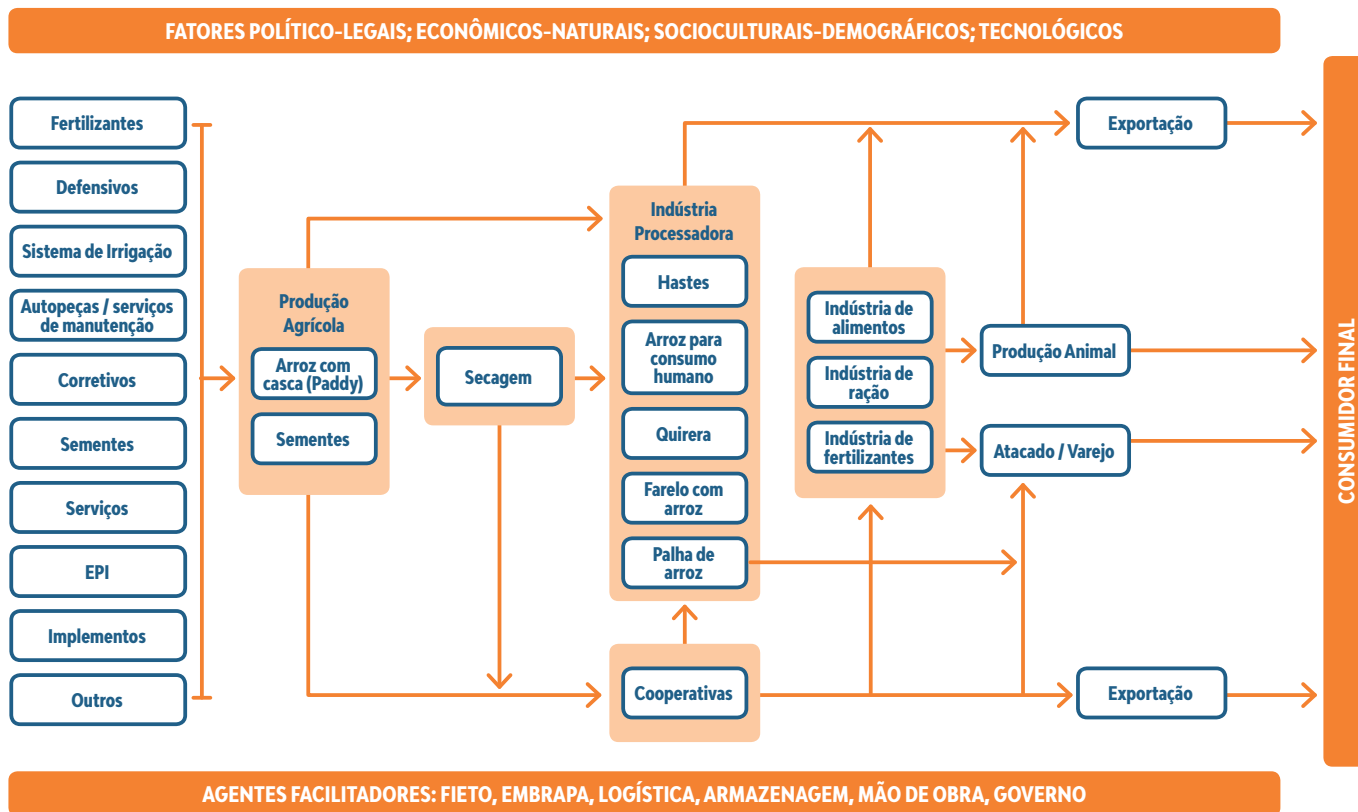 FATORES POLÍTICO-LEGAIS; ECONÔMICOS-NATURAIS; SOCIOCULTURAIS-DEMOGRÁFICOS; TECNOLÓGICOS
Fertilizantes
Defensivos
Sistema de Irrigação
Autopeças / serviços
de manutenção
Corretivos
Sementes
Serviços
EPI
Implementos
Outros
Produção
Agrícola
Arroz com
casca (Paddy)
Sementes
Secagem
Indústria
Processadora
Hastes
Arroz para
consumo
humano
Quirera
Farelo com
arroz
Palha de
arroz
Cooperativas
Indústria de
alimentos
Indústria de
ração
Indústria de
fertilizantes
Exportação
Produção Animal
Atacado / Varejo
Exportação
CONSUMIDOR FINAL
AGENTES FACILITADORES: FIETO, EMBRAPA, LOGÍSTICA, ARMAZENAGEM, MÃO DE OBRA, GOVERNO